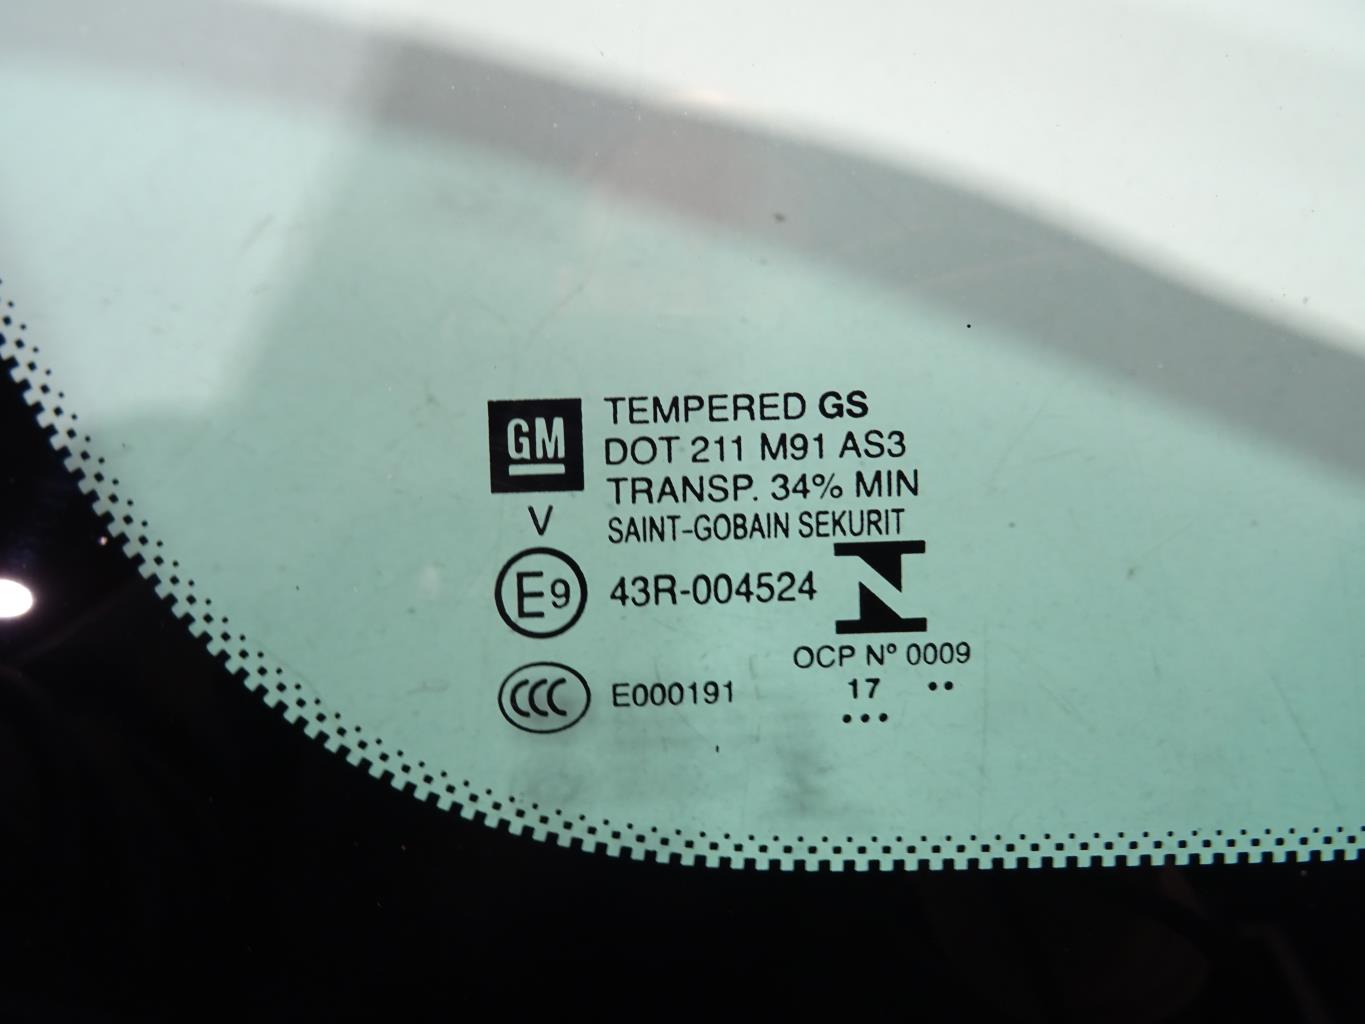 GM
TEMPERED GS
DOT 211 M91 AS3
TRANSP. 34% MIN
V
SAINT-GOBAIN SEKURIT
E9
43R-004524
N
OCP Nº 0009
CCC
E000191
17 ••
•••